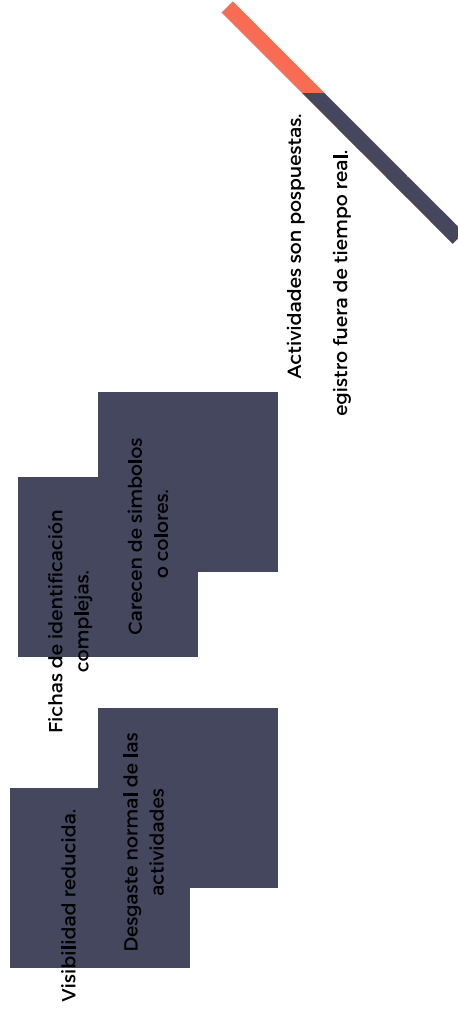 Visibilidad reducida.
Desgaste normal de las
actividades
Fichas de identificación
complejas.
Carecen de simbolos
o colores.
Actividades son pospuestas.
egistro fuera de tiempo real.